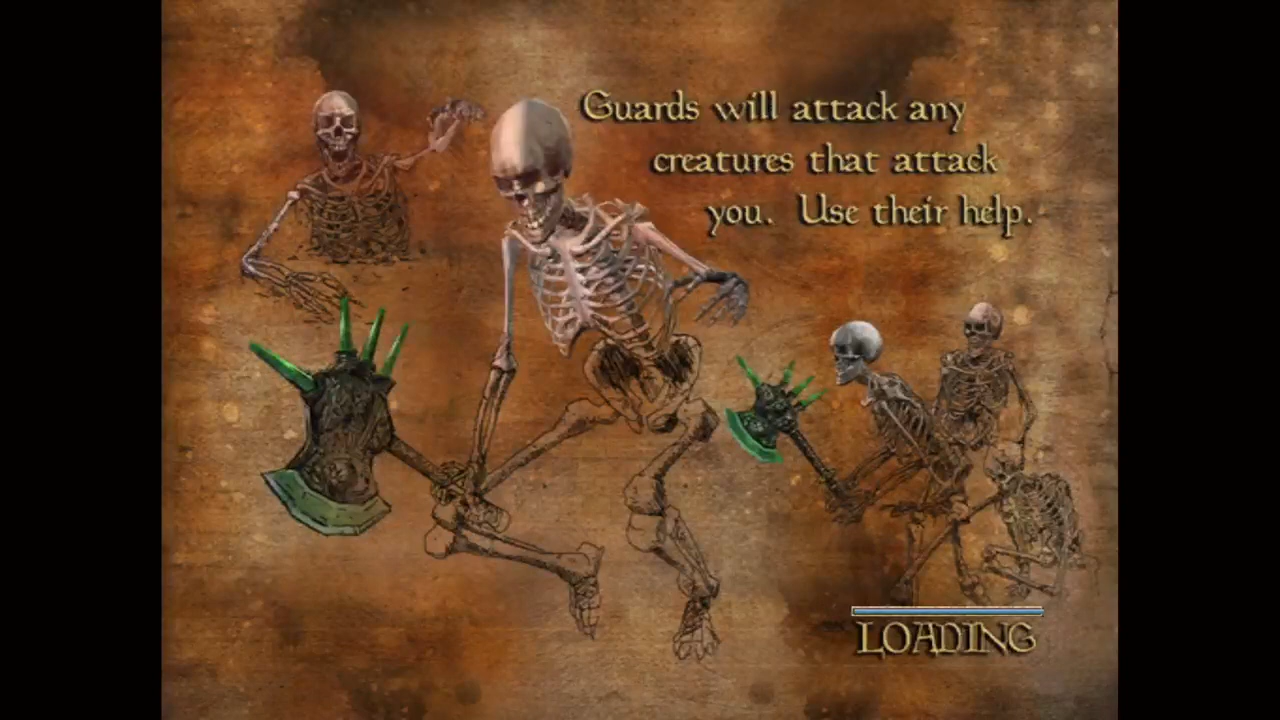 Guards will attack any
creatures that attack
you. Use their help.
LOADING